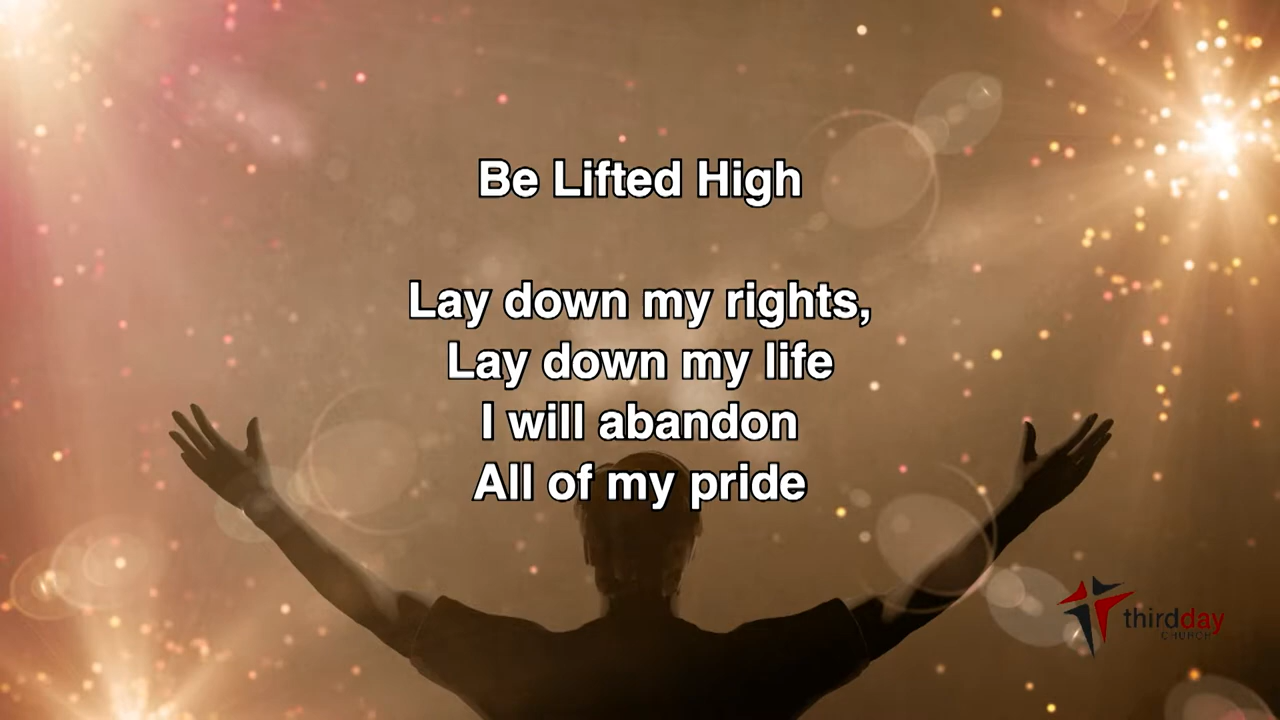 Be Lifted High
Lay down my rights,
Lay down my life
I will abandon
All of my pride
thirdday
CHURCH